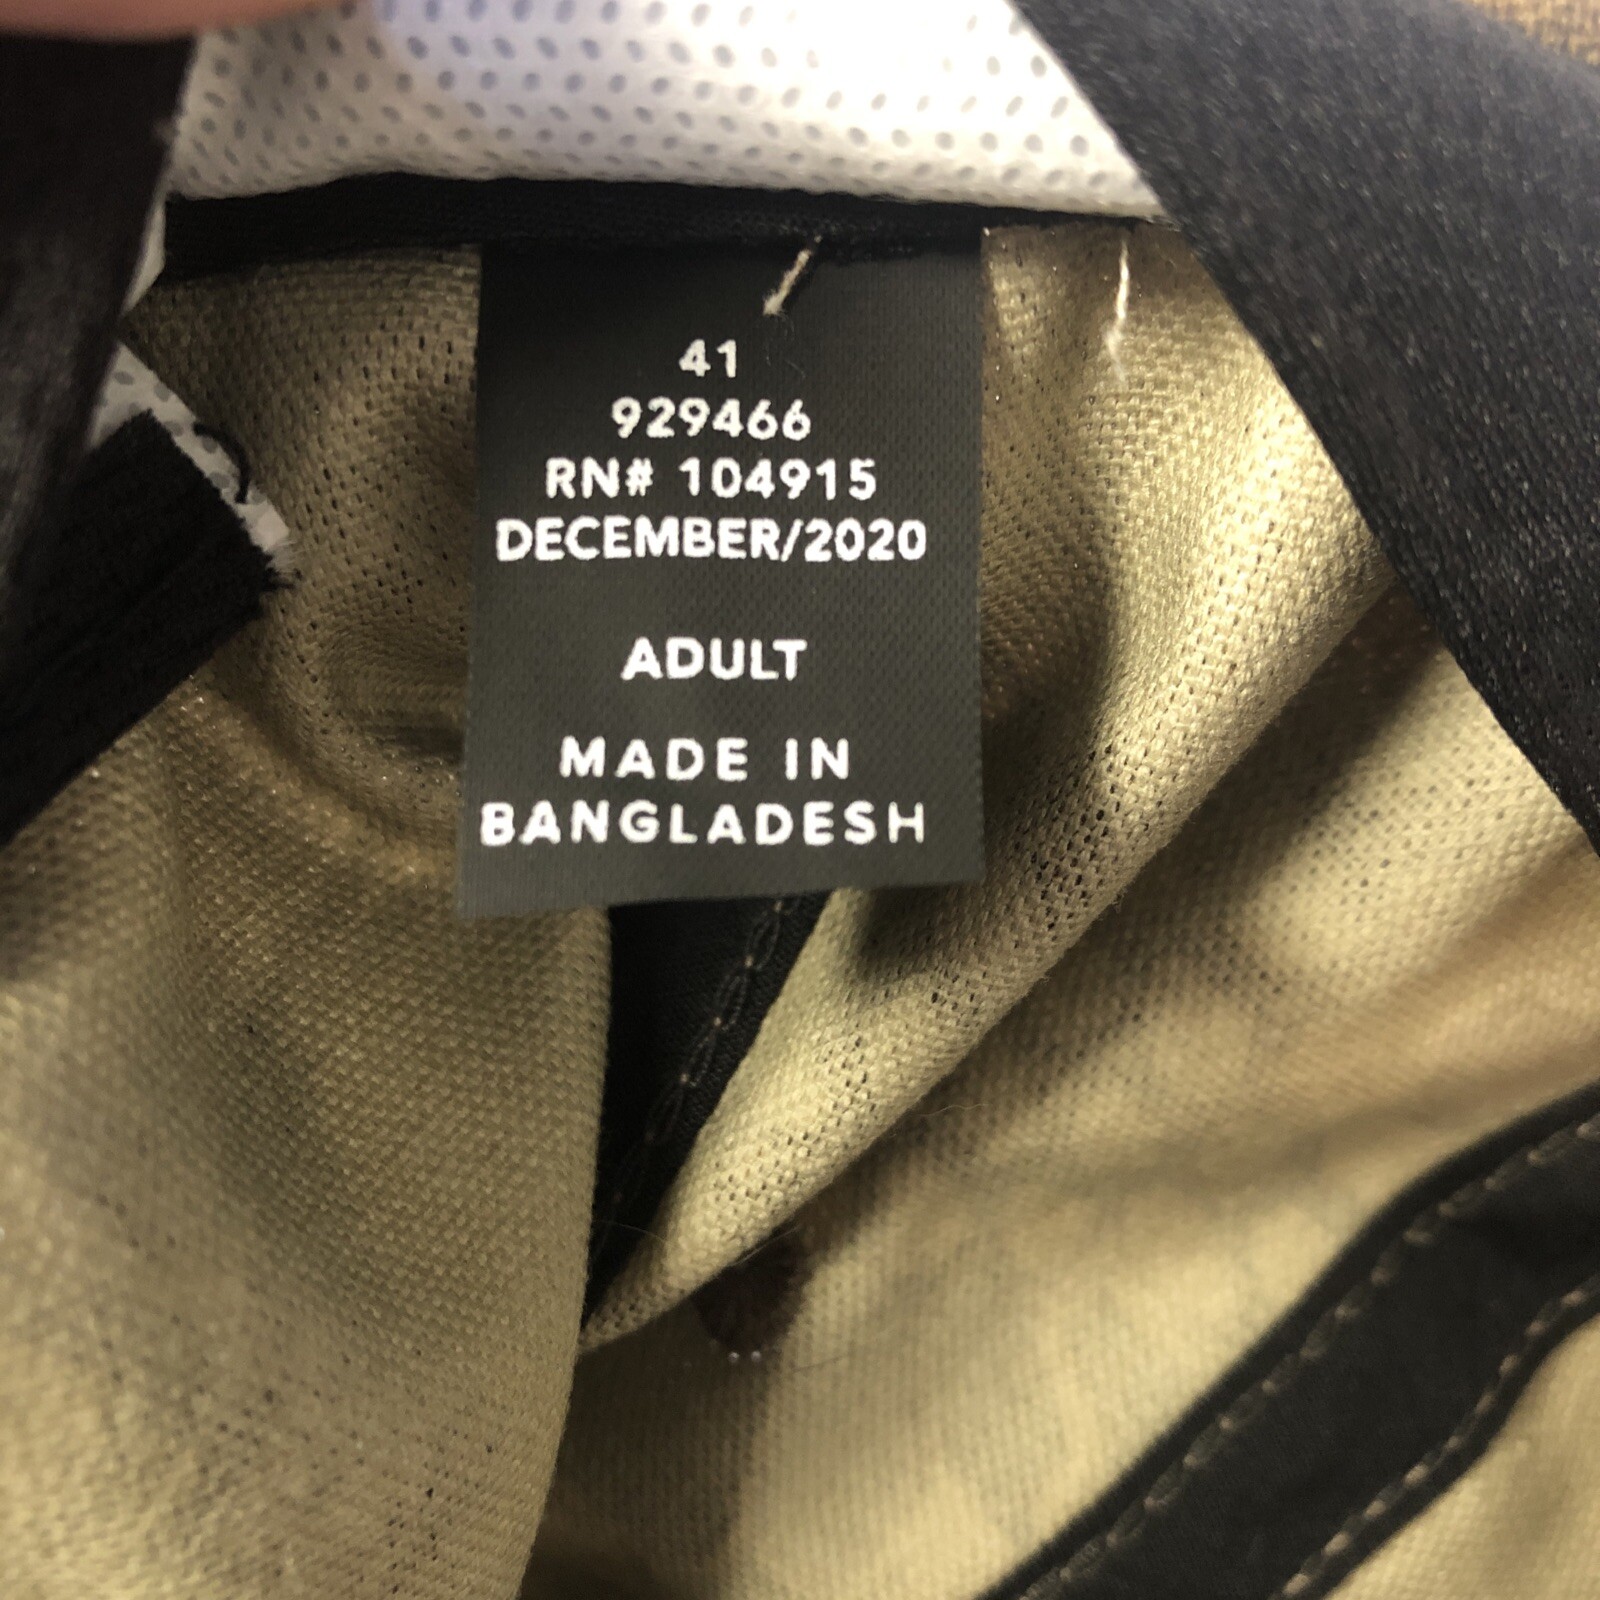 41
929466
RN# 104915
DECEMBER/2020
ADULT
MADE IN
BANGLADESH